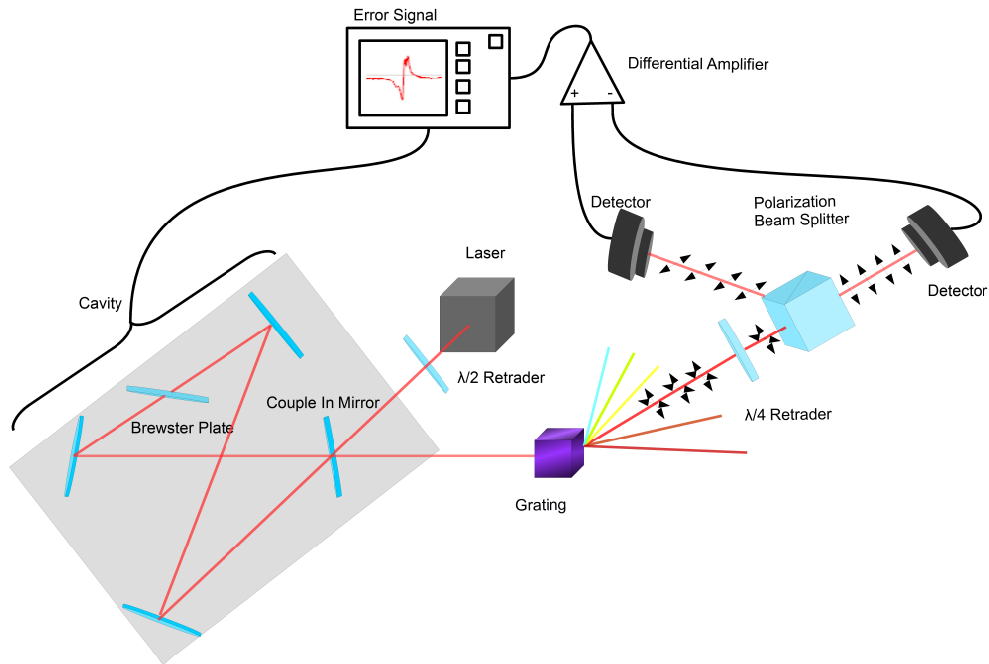 Error Signal
Differential Amplifier
+ -
Detector
Polarization
Beam Splitter
Laser
Detector
Cavity
λ/2 Retrader
Couple In Mirror
λ/4 Retrader
Brewster Plate
Grating